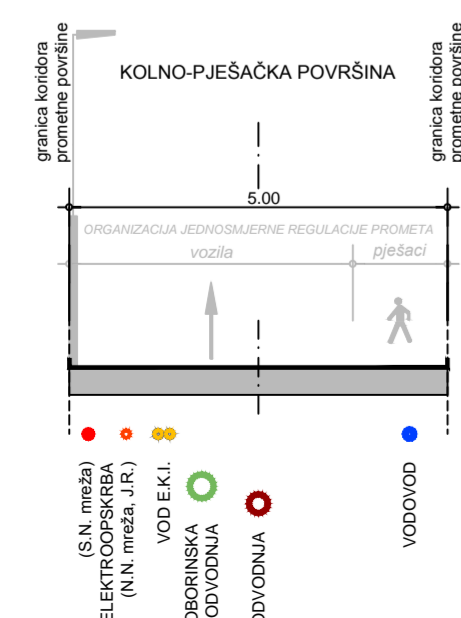 granica koridora
prometne površine
KOLNO-PJEŠAČKA POVRŠINA
granica koridora
prometne površine
5.00
ORGANIZACIJA JEDNOSMJERNE REGULACIJE PROMETA
vozila
pješaci
(S.N. mreža)
ELEKTROOPSKRBA
(N.N. mreža, J.R.)
VOD E.K.I.
OBORINSKA
ODVODNJA
ODVODNJA
VODOVOD